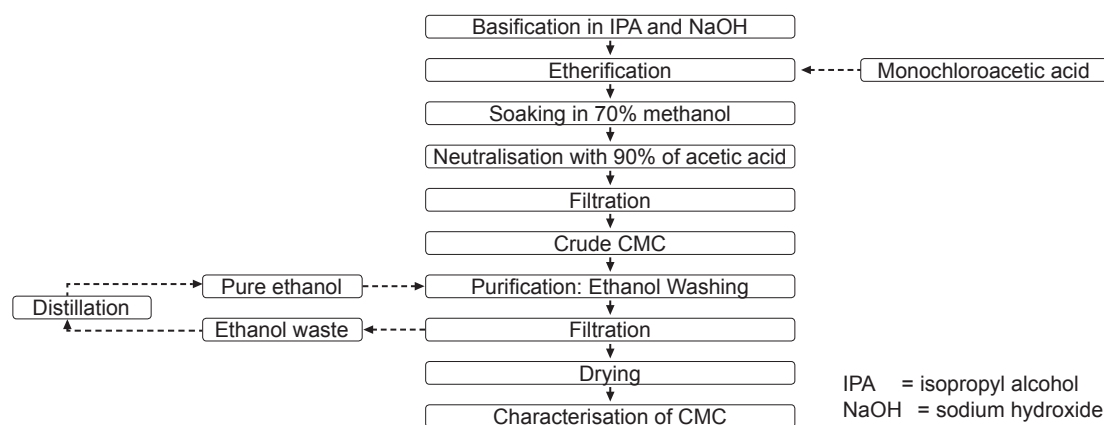 Basification in IPA and NaOH
Etherification
Monochloroacetic acid
Soaking in 70% methanol
Neutralisation with 90% of acetic acid
Filtration
Crude CMC
Pure ethanol
Purification: Ethanol Washing
Distillation
Ethanol waste
Filtration
Drying
Characterisation of CMC
IPA = isopropyl alcohol
NaOH = sodium hydroxide